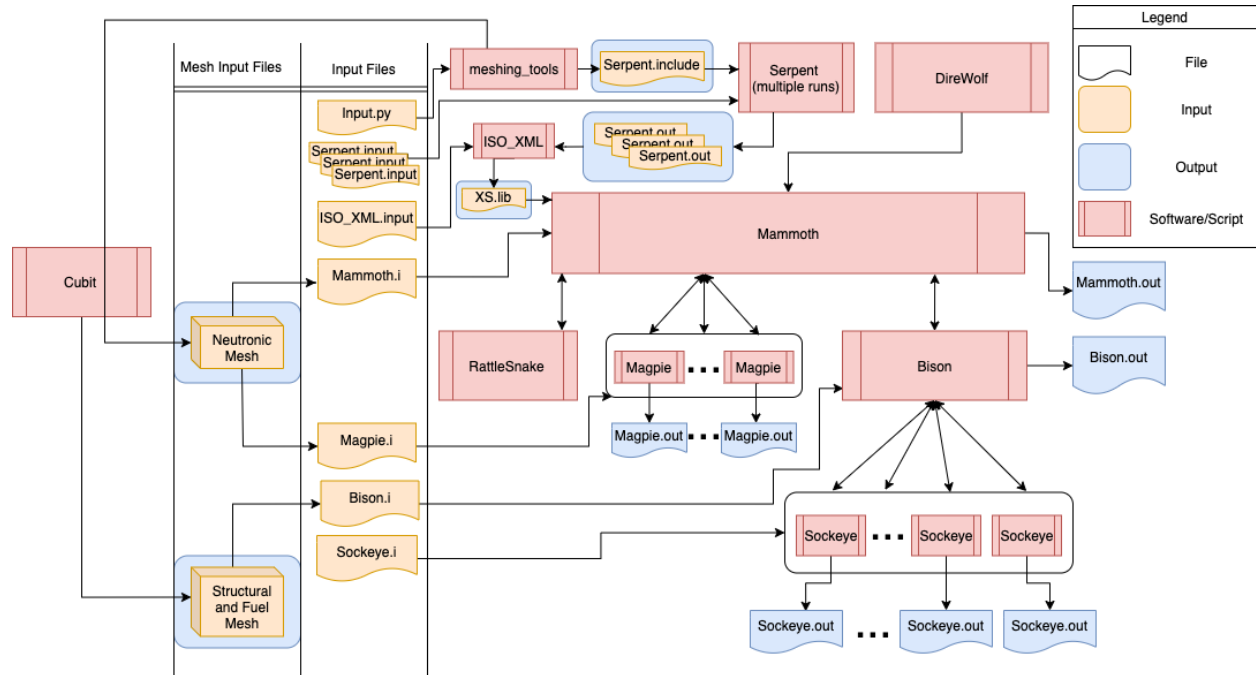 Legend
File
Input
Output
Software/Script
Mesh Input Files
Input Files
meshing_tools
Serpent.include
Serpent
(multiple runs)
DireWolf
Input.py
Serpent.input
Serpent.input
Serpent.input
ISO_XML
Serpent.out
Serpent.out
Serpent.out
XS.lib
ISO_XML.input
Mammoth
Cubit
Mammoth.i
Mammoth.out
Neutronic
Mesh
RattleSnake
Magpie
Magpie
Bison
Bison.out
Magpie.i
Magpie.out
Magpie.out
Bison.i
Sockeye.i
Sockeye
Sockeye
Sockeye
Structural
and Fuel
Mesh
Sockeye.out
Sockeye.out
Sockeye.out